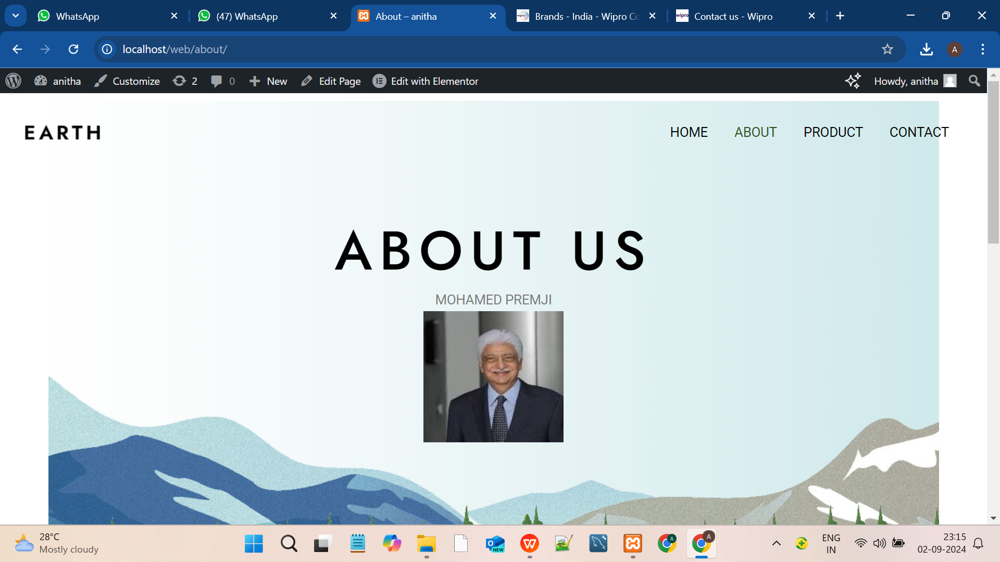 WhatsApp
(47) WhatsApp
About – anitha
Brands - India - Wipro Co
Contact us - Wipro
localhost/web/about/
A
anitha
Customize
2
0
New
Edit Page
Edit with Elementor
Howdy, anitha
EARTH
HOME
ABOUT
PRODUCT
CONTACT
ABOUT US
MOHAMED PREMJI
28°C
Mostly cloudy
NEW
A
A
ENG
IN
23:15
02-09-2024